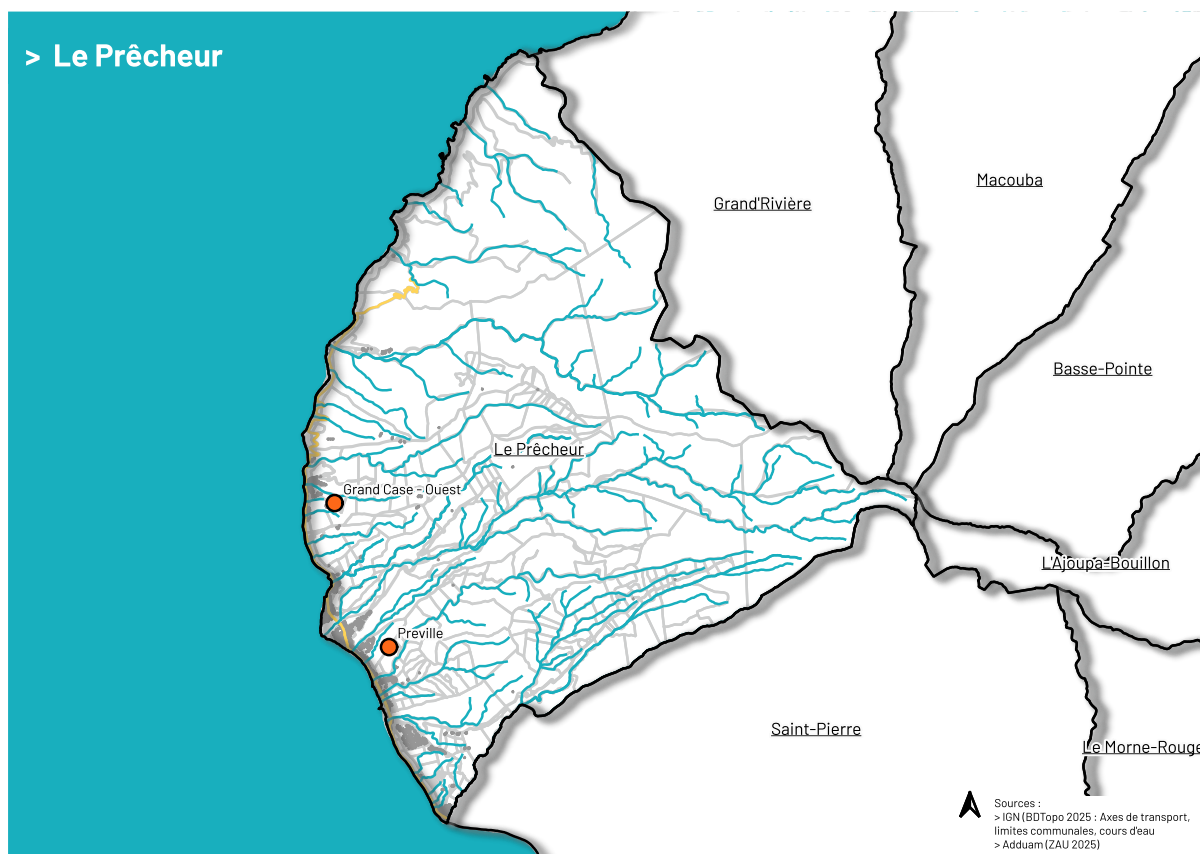 > Le Prêcheur
Macouba
Grand'Rivière
Basse-Pointe
Le Prêcheur
Grand Case - Ouest
L'Ajoupa-Bouillon
Preville
Saint-Pierre
Le Morne-Rouge
Sources :
> IGN (BDTopo 2025 : Axes de transport,
limites communales, cours d'eau
> Adduam (ZAU 2025)